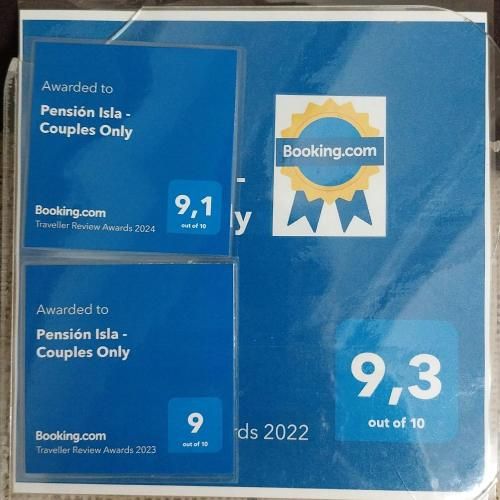 Awarded to
Pensión Isla -
Couples Only
9,1
out of 10
Booking.com
Traveller Review Awards 2024
Booking.com
Awarded to
Pensión Isla -
Couples Only
9
out of 10
Booking.com
Traveller Review Awards 2023
9,3
out of 10
2022